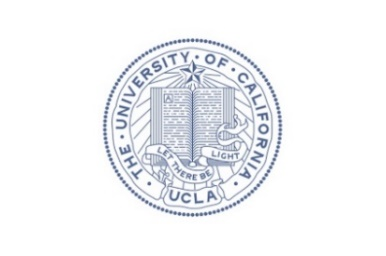 · THE · UNIVERSITY · OF · CALIFORNIA ·
A
LET THERE BE LIGHT
· UCLA ·